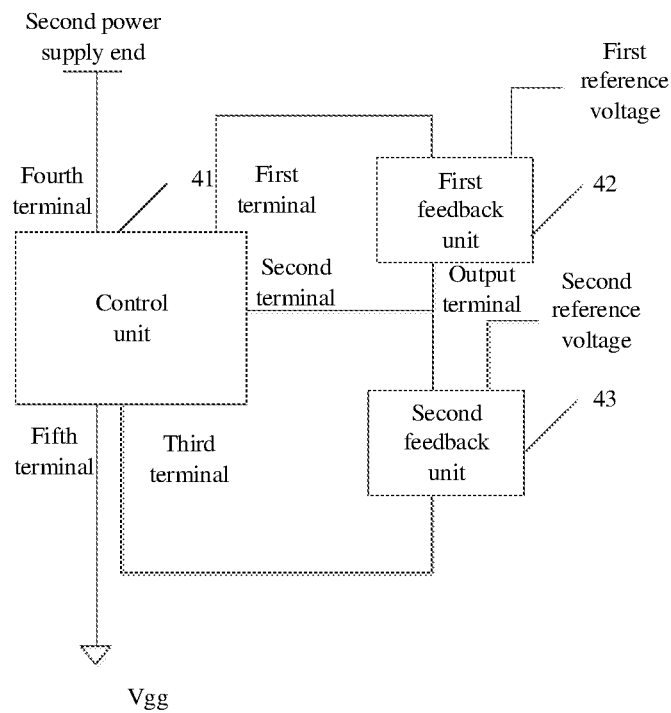 Second power
supply end
First
reference
voltage
Fourth
terminal
41
First
terminal
First
feedback
unit
42
Control
unit
Second
terminal
Output
terminal
Second
reference
voltage
Fifth
terminal
Third
terminal
Second
feedback
unit
43
Vgg